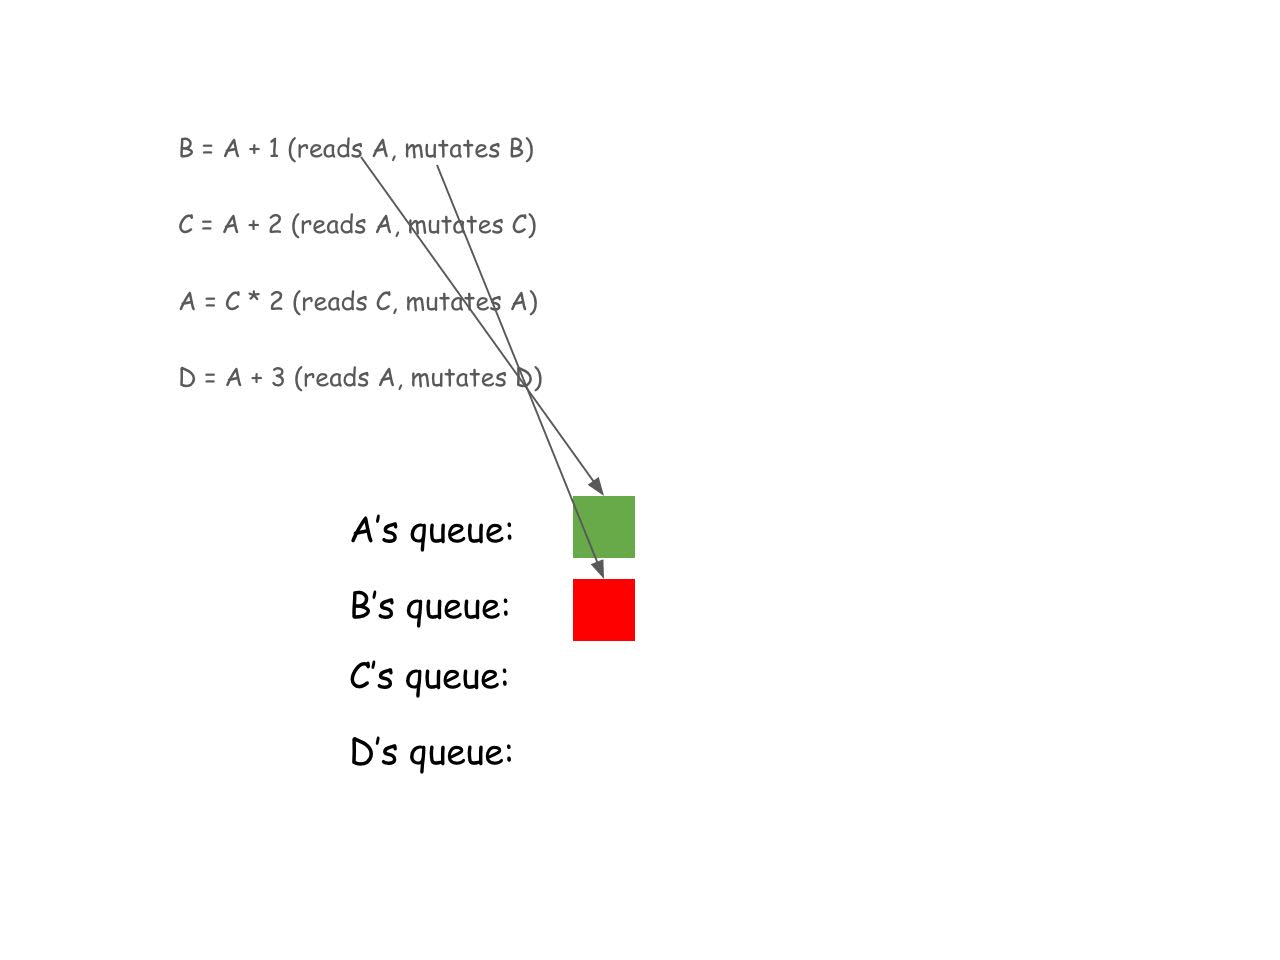 B = A + 1 (reads A, mutates B)
C = A + 2 (reads A, mutates C)
A = C * 2 (reads C, mutates A)
D = A + 3 (reads A, mutates D)
A’s queue:
B’s queue:
C’s queue:
D’s queue: